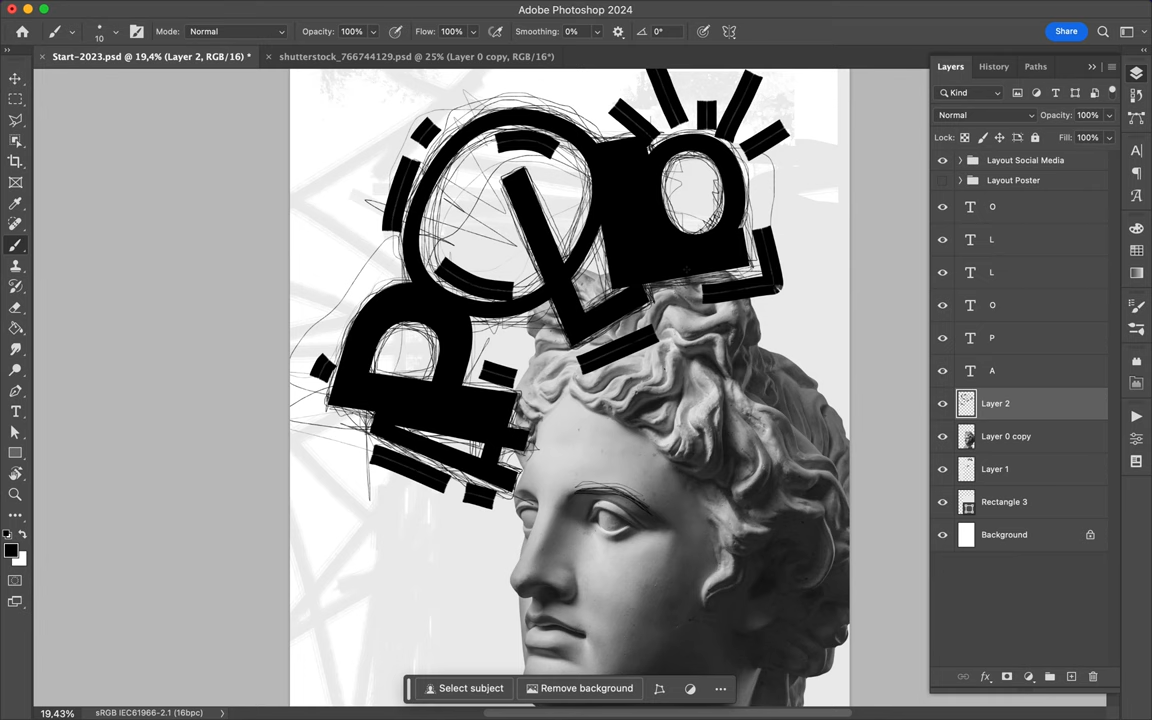 Adobe Photoshop 2024
10 Mode: Normal Opacity: 100% Flow: 100% Smoothing: 0% 0° Share
× Start-2023.psd @ 19,4% (Layer 2, RGB/16) * × shutterstock_766744129.psd @ 25% (Layer 0 copy, RGB/16*)
Layers History Paths
Kind
Normal Opacity: 100%
Lock: Fill: 100%
Layout Social Media
Layout Poster
T O
T L
T L
T O
T P
T A
Layer 2
Layer 0 copy
Layer 1
Rectangle 3
Background
Select subject Remove background
19,43% sRGB IEC61966-2.1 (16bpc)